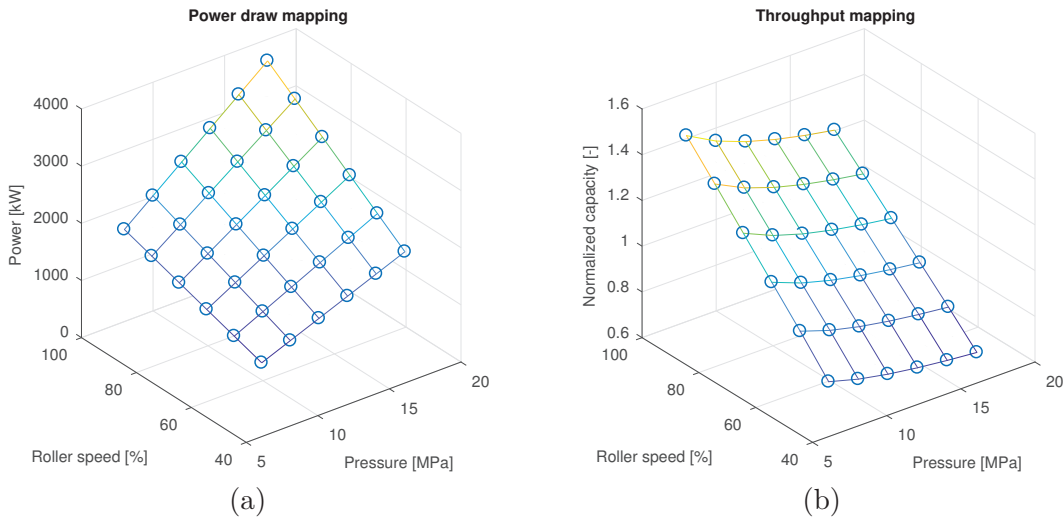 Power draw mapping
4000
3000
2000
1000
0
Power [kW]
100
80
60
40
Roller speed [%]
5
10
15
20
Pressure [MPa]
(a)
Throughput mapping
1.6
1.4
1.2
1
0.8
0.6
Normalized capacity [-]
100
80
60
40
Roller speed [%]
5
10
15
20
Pressure [MPa]
(b)